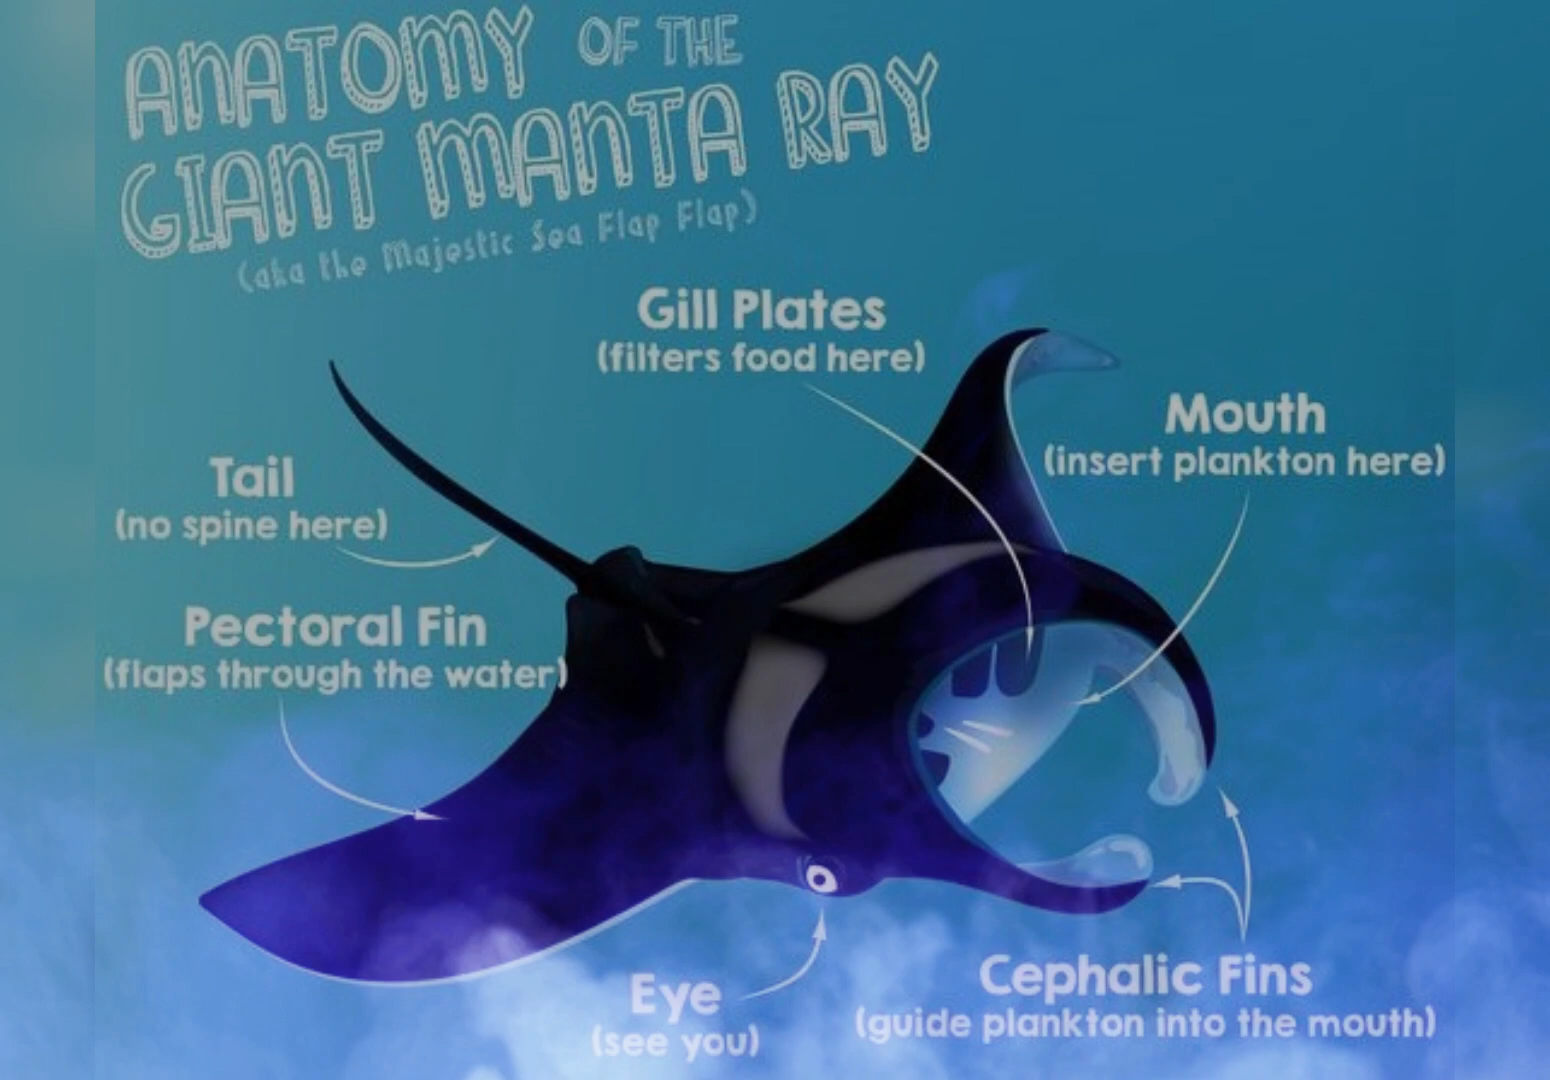 ANATOMY OF THE
GIANT MANTA RAY
(aka the Majestic Sea Flap Flap)
Gill Plates
(filters food here)
Mouth
(insert plankton here)
Tail
(no spine here)
Pectoral Fin
(flaps through the water)
Eye
(see you)
Cephalic Fins
(guide plankton into the mouth)